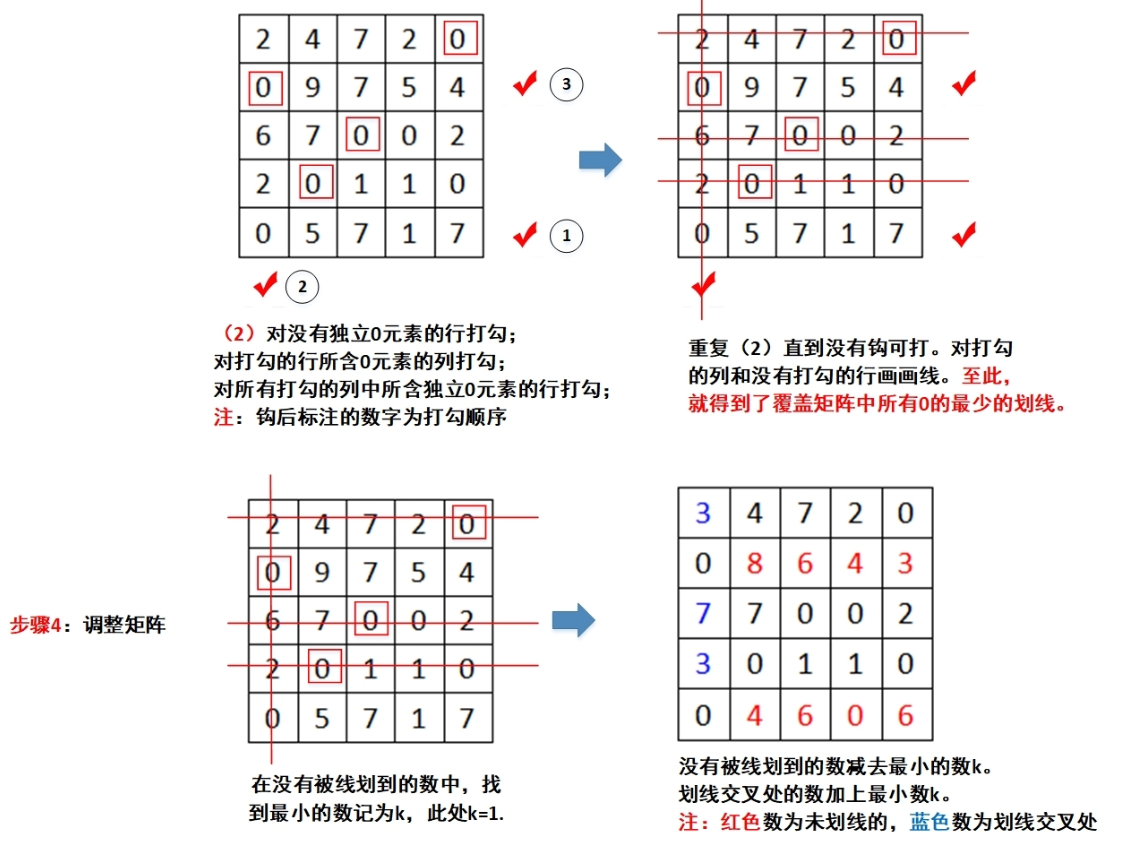 2 4 7 2 0
0 9 7 5 4 ③
6 7 0 0 2
2 0 1 1 0
0 5 7 1 7 ①
②
(2)对没有独立0元素的行打勾;
对打勾的行所含0元素的列打勾;
对所有打勾的列中所含独立0元素的行打勾;
注:钩后标注的数字为打勾顺序
2 4 7 2 0
0 9 7 5 4
6 7 0 0 2
2 0 1 1 0
0 5 7 1 7
重复(2)直到没有钩可打。对打勾
的列和没有打勾的行画画线。至此,
就得到了覆盖矩阵中所有0的最少的划线。
步骤4:调整矩阵
2 4 7 2 0
0 9 7 5 4
6 7 0 0 2
2 0 1 1 0
0 5 7 1 7
在没有被线划到的数中,找
到最小的数记为k,此处k=1.
3 4 7 2 0
0 8 6 4 3
7 7 0 0 2
3 0 1 1 0
0 4 6 0 6
没有被线划到的数减去最小的数k。
划线交叉处的数加上最小数k。
注:红色数为未划线的,蓝色数为划线交叉处